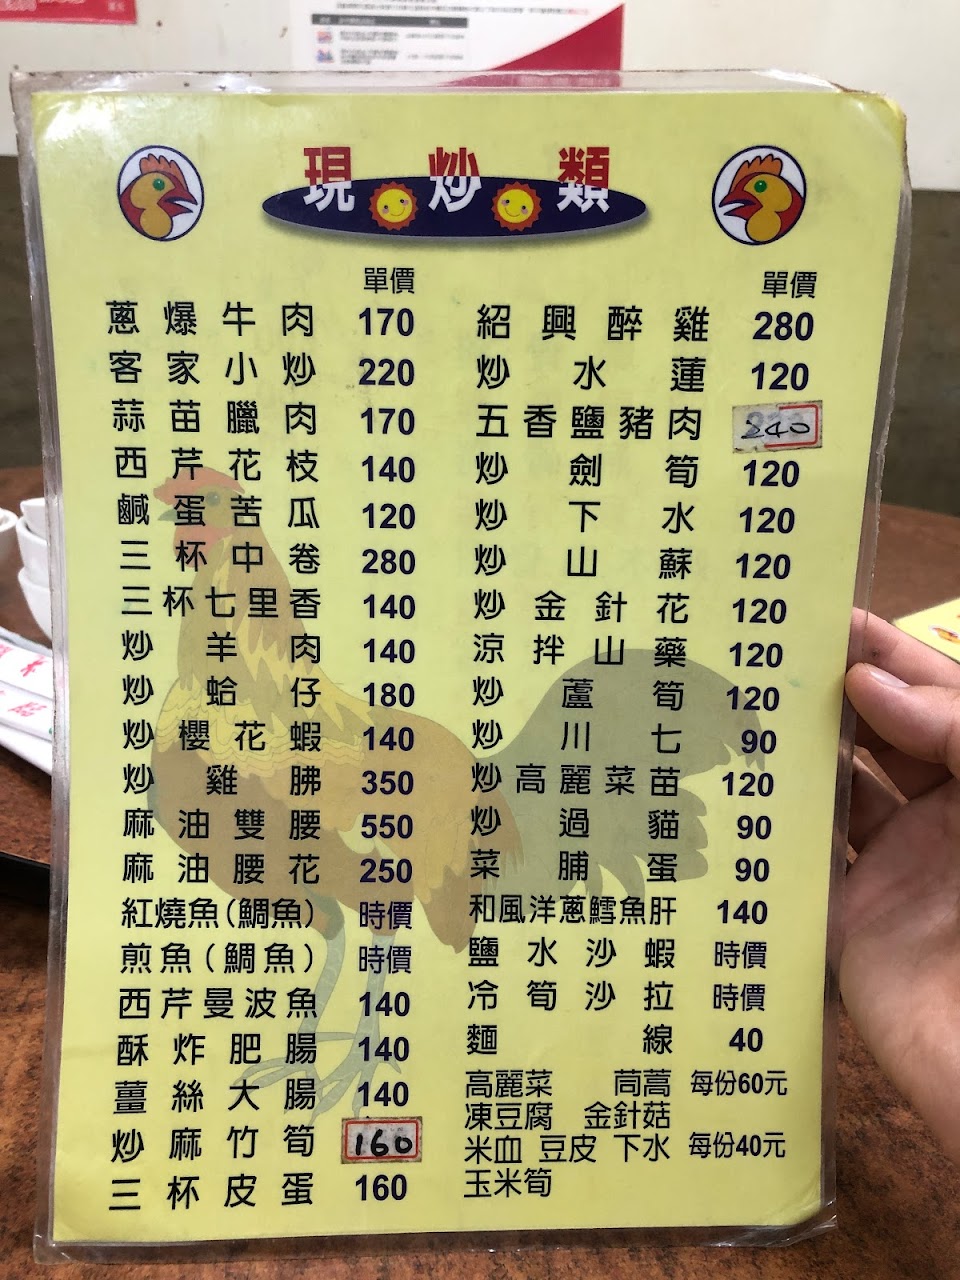 現炒類
單價
蔥爆牛肉 170
客家小炒 220
蒜苗臘肉 170
西芹花枝 140
鹹蛋苦瓜 120
三杯中卷 280
三杯七里香 140
炒羊肉 140
炒蛤仔 180
炒櫻花蝦 140
炒雞腓 350
麻油雙腰 550
麻油腰花 250
紅燒魚(鯛魚) 時價
煎魚(鯛魚) 時價
西芹曼波魚 140
酥炸肥腸 140
薑絲大腸 140
炒麻竹筍 160
三杯皮蛋 160
單價
紹興醉雞 280
炒水蓮 120
五香鹽豬肉 240
炒劍筍 120
炒下水 120
炒山蘇 120
炒金針花 120
涼拌山藥 120
炒蘆筍 120
炒川七 90
炒高麗菜苗 120
炒過貓 90
菜脯蛋 90
和風洋蔥鱈魚肝 140
鹽水沙蝦 時價
冷筍沙拉 時價
麵線 40
高麗菜 茼蒿 每份60元
凍豆腐 金針菇
米血 豆皮 下水 每份40元
玉米筍